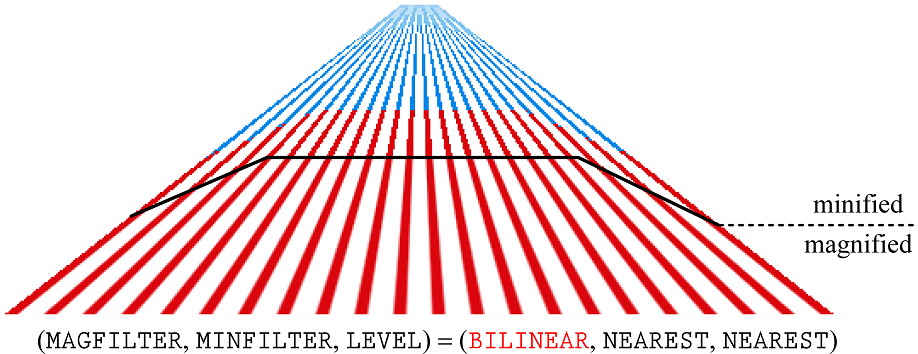 minified
magnified
(MAGFILTER, MINFILTER, LEVEL) = (BILINEAR, NEAREST, NEAREST)